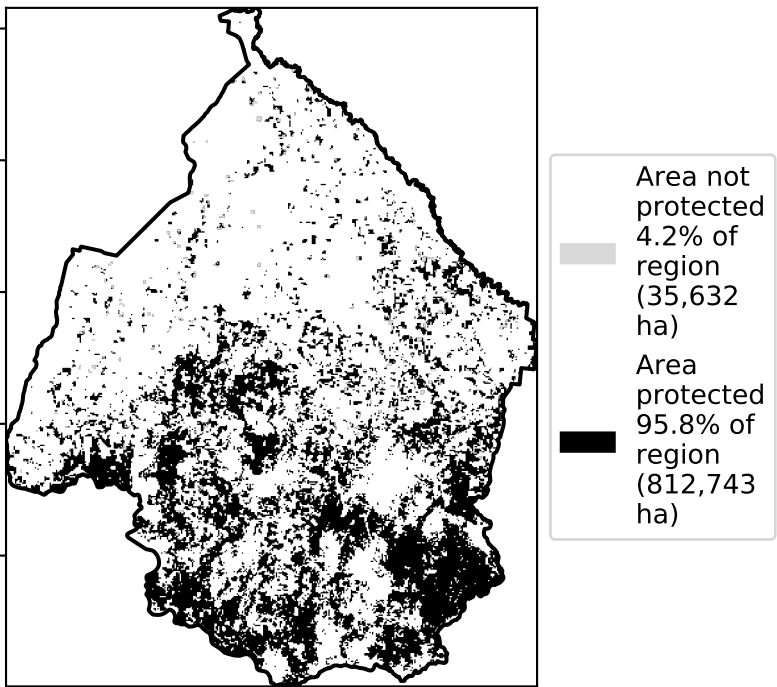 Area not
protected
4.2% of
region
(35,632
ha)
Area
protected
95.8% of
region
(812,743
ha)